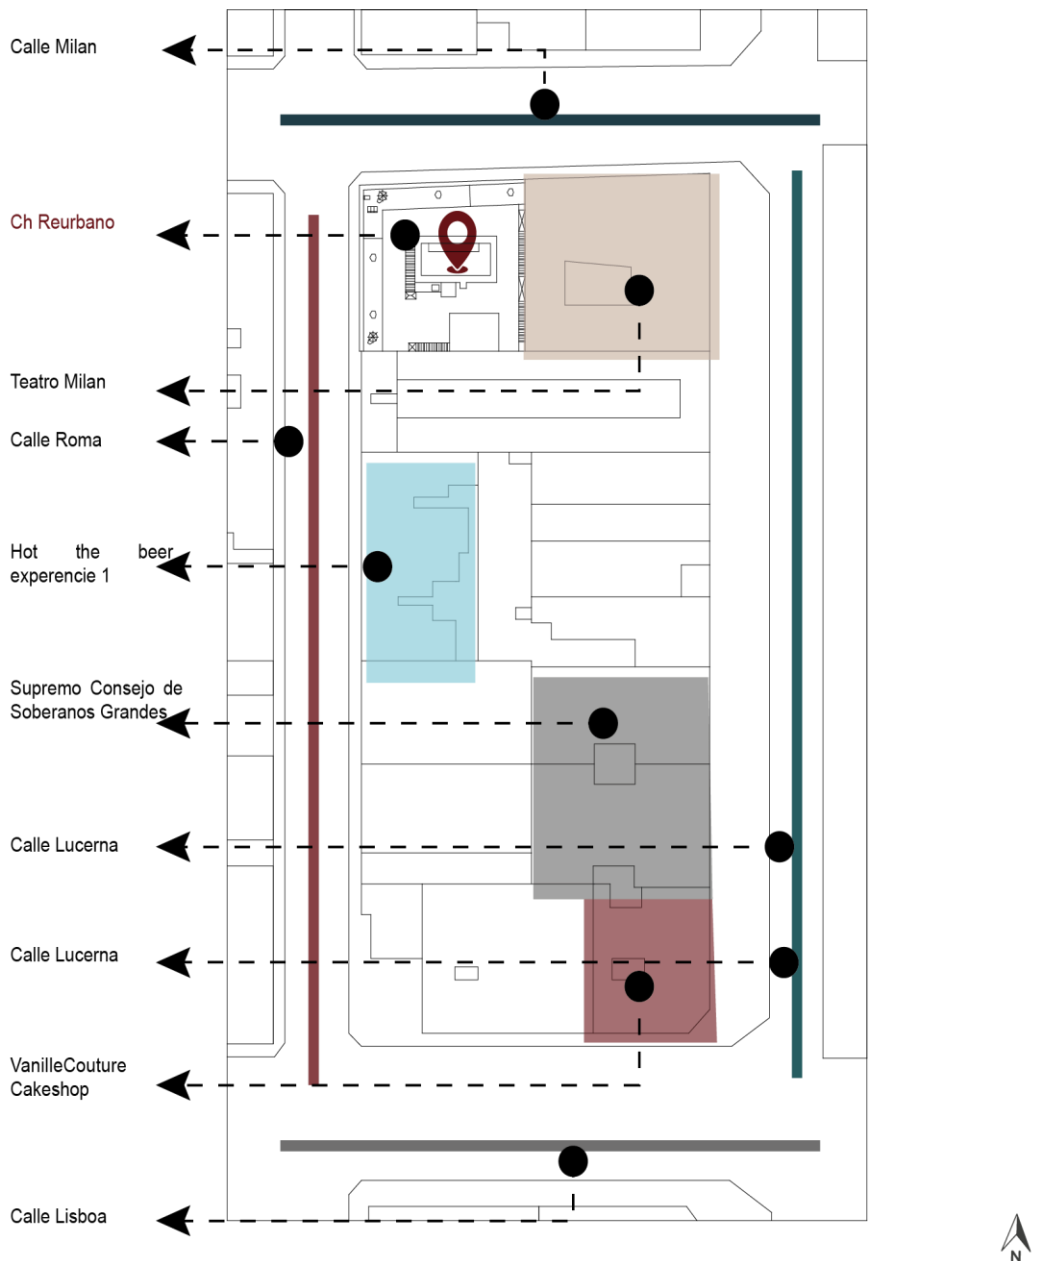 Calle Milan
Ch Reurbano
Teatro Milan
Calle Roma
Hot the beer
experencie 1
Supremo Consejo de
Soberanos Grandes
Calle Lucerna
Calle Lucerna
VanilleCouture
Cakeshop
Calle Lisboa
N